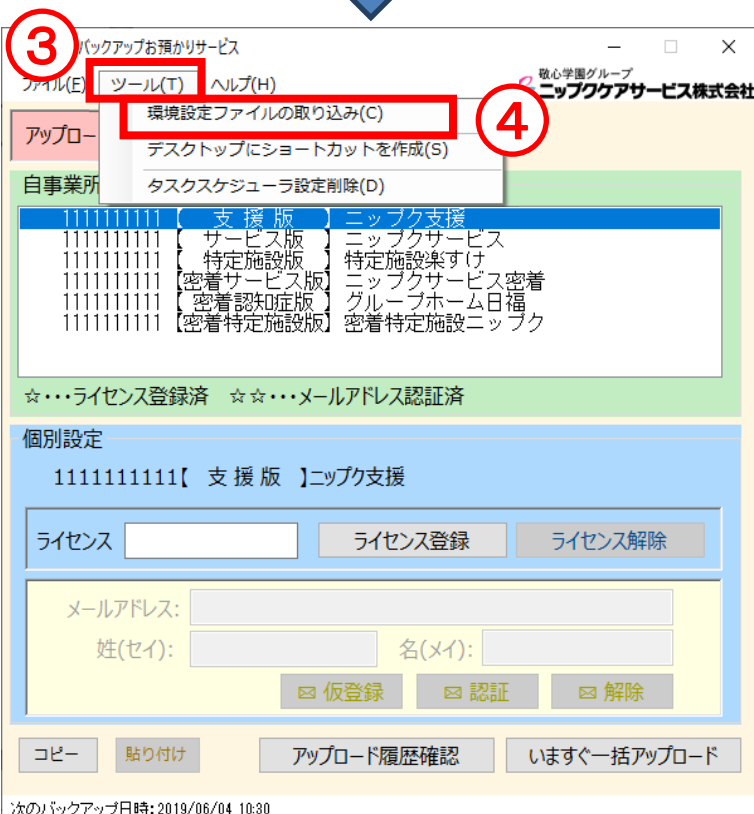 ③
バックアップお預かりサービス
ファイル(F) ツール(T) ヘルプ(H)
敬心学園グループ
ニップクケアサービス株式会社
環境設定ファイルの取り込み(C)
④
アップロー
デスクトップにショートカットを作成(S)
自事業所
タスクスケジューラ設定削除(D)
1111111111 【 支 援 版 】 ニップク支援
1111111111 【 サービス版 】 ニップクサービス
1111111111 【 特定施設版 】 特定施設楽すけ
1111111111 【密着サービス版】 ニップクサービス密着
1111111111 【 密着認知症版 】 グループホーム日福
1111111111 【密着特定施設版】 密着特定施設ニップク
☆・・・ライセンス登録済 ☆☆・・・メールアドレス認証済
個別設定
1111111111【 支 援 版 】ニップク支援
ライセンス ライセンス登録 ライセンス解除
メールアドレス:
姓(セイ): 名(メイ):
✉ 仮登録 ✉ 認証 ✉ 解除
コピー 貼り付け アップロード履歴確認 いますぐ一括アップロード
次のバックアップ日時:2019/06/04 10:30